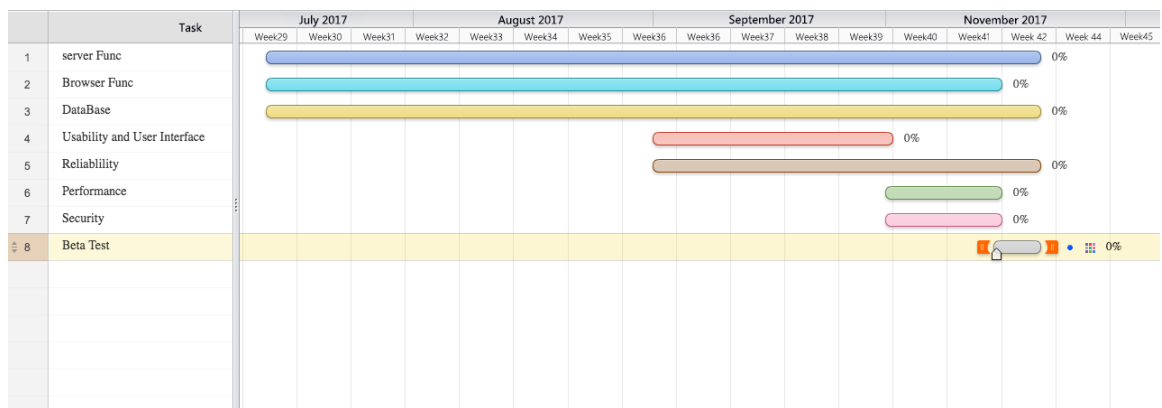 Task
July 2017 August 2017 September 2017 November 2017
Week29 Week30 Week31 Week32 Week33 Week34 Week35 Week36 Week36 Week37 Week38 Week39 Week40 Week41 Week 42 Week 44 Week45
1 server Func 0%
2 Browser Func 0%
3 DataBase 0%
4 Usability and User Interface 0%
5 Reliablility 0%
6 Performance 0%
7 Security 0%
8 Beta Test 0%